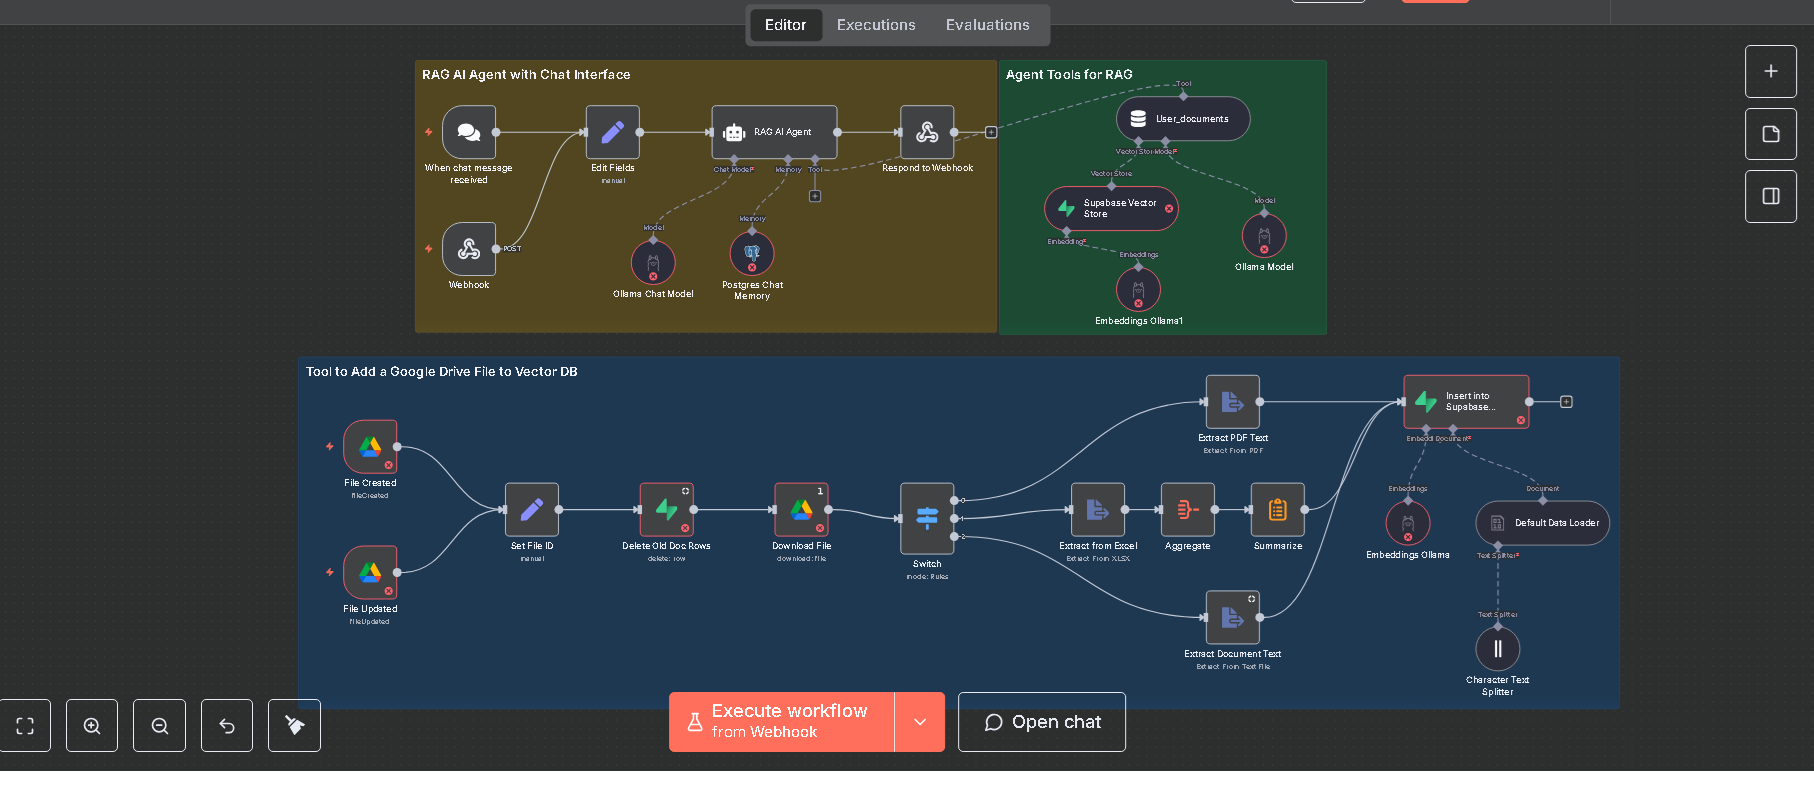 Editor
Executions
Evaluations
RAG AI Agent with Chat Interface
When chat message
received
Edit Fields
manual
RAG AI Agent
Chat Model*
Memory
Tool
Respond to Webhook
POST
Webhook
Model
Ollama Chat Model
Memory
Postgres Chat
Memory
Agent Tools for RAG
Tool
User_documents
Vector Store
Model*
Vector Store
Supabase Vector
Store
Embedding*
Embeddings
Embeddings Ollama1
Model
Ollama Model
Tool to Add a Google Drive File to Vector DB
File Created
fileCreated
File Updated
fileUpdated
Set File ID
manual
Delete Old Doc Rows
delete: row
1
Download File
download: file
Switch
mode: Rules
0
1
2
Extract PDF Text
Extract From PDF
Extract from Excel
Extract From XLSX
Aggregate
Summarize
Extract Document Text
Extract From Text File
Insert into
Supabase...
Embeddi
Document*
Embeddings
Embeddings Ollama
Document
Default Data Loader
Text Splitter*
Text Splitter
Character Text
Splitter
Execute workflow
from Webhook
Open chat